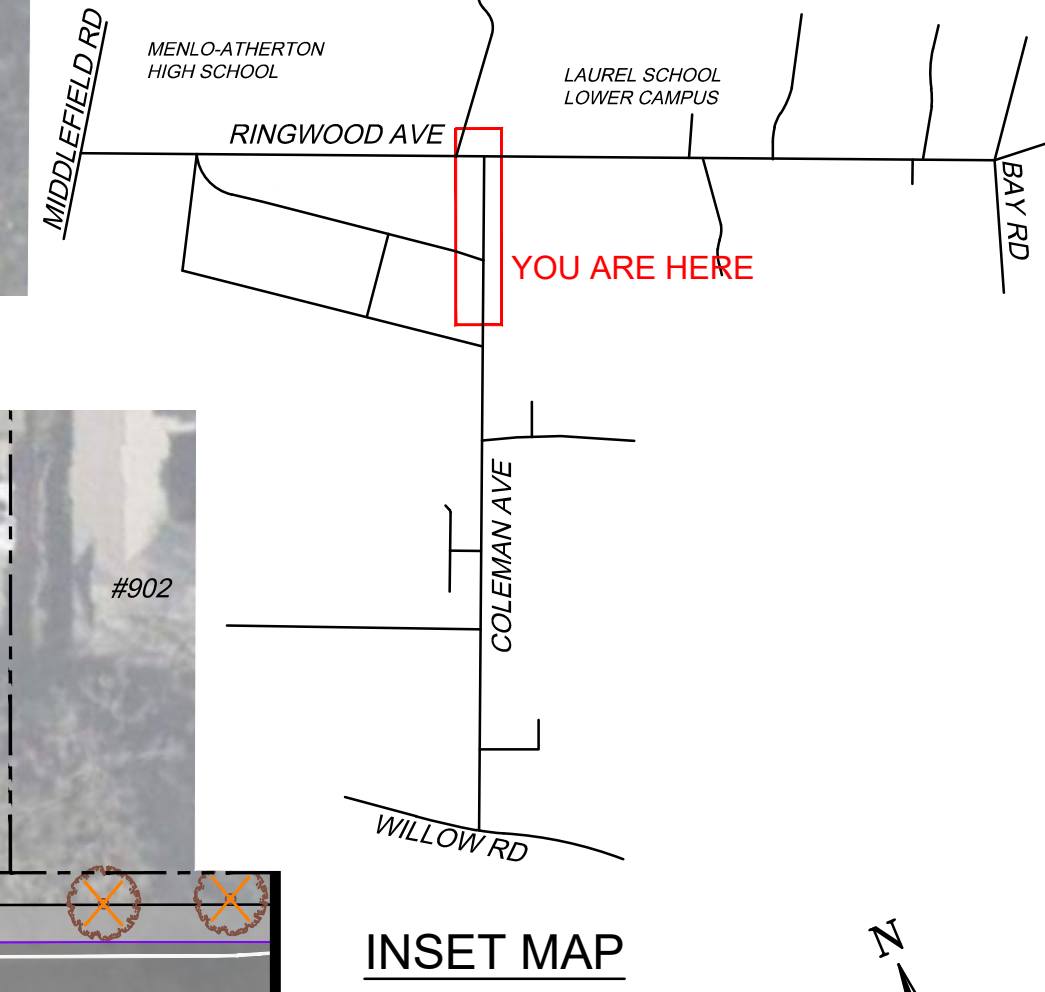 MIDDLEFIELD RD
MENLO-ATHERTON
HIGH SCHOOL
LAUREL SCHOOL
LOWER CAMPUS
RINGWOOD AVE
BAY RD
YOU ARE HERE
COLEMAN AVE
#902
WILLOW RD
INSET MAP
N